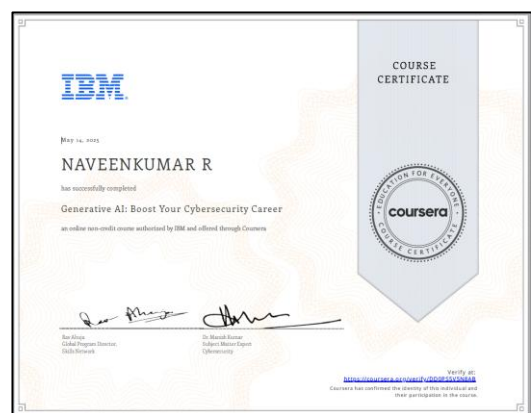 IBM
COURSE
CERTIFICATE
May 14, 2025
NAVEENKUMAR R
has successfully completed
Generative AI: Boost Your Cybersecurity Career
an online non-credit course authorized by IBM and offered through Coursera
EDUCATION FOR EVERYONE
coursera
COURSE CERTIFICATE
Rav Ahuja
Global Program Director,
Skills Network
Dr. Manish Kumar
Subject Matter Expert
Cybersecurity
Verify at:
Coursera has confirmed the identity of this individual and
their participation in the course.